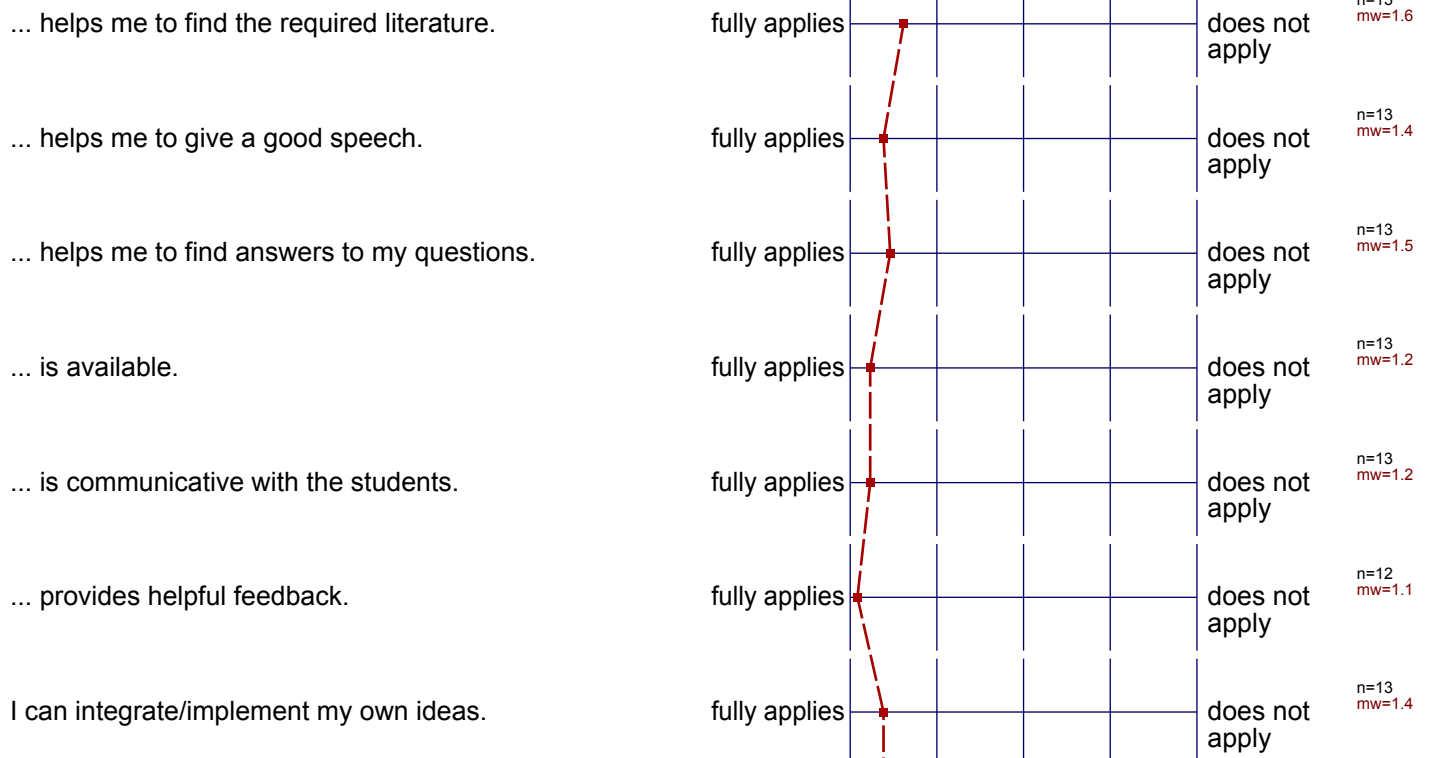 n=13
... helps me to find the required literature. fully applies does not apply mw=1.6
n=13
... helps me to give a good speech. fully applies does not apply mw=1.4
n=13
... helps me to find answers to my questions. fully applies does not apply mw=1.5
n=13
... is available. fully applies does not apply mw=1.2
n=13
... is communicative with the students. fully applies does not apply mw=1.2
n=12
... provides helpful feedback. fully applies does not apply mw=1.1
n=13
I can integrate/implement my own ideas. fully applies does not apply mw=1.4